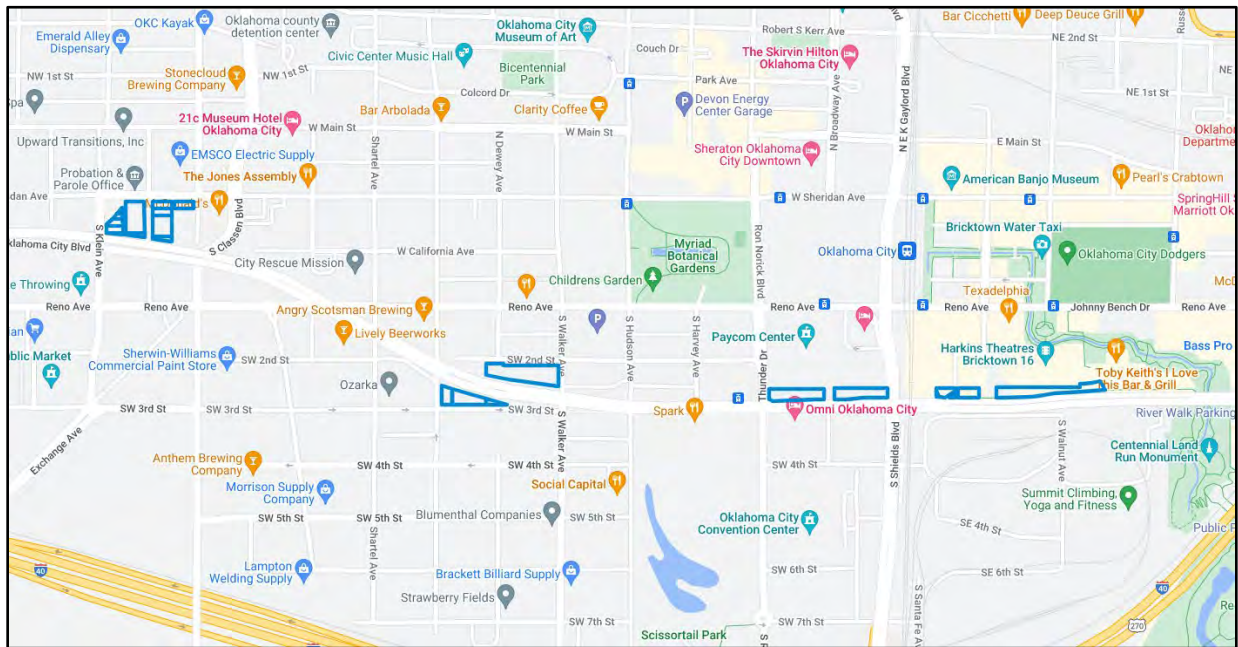 OKC Kayak
Oklahoma county
detention center
Oklahoma City
Museum of Art
Robert S Kerr Ave
Bar Cicchetti
Deep Deuce Grill
Emerald Alley
Dispensary
Civic Center Music Hall
Couch Dr
The Skirvin Hilton
Oklahoma City
NE 2nd St
NW 1st St
NW 1st St
Stonecloud
Brewing Company
Bicentennial
Park
Park Ave
Colcord Dr
NE 1st St
Spa
Bar Arbolada
Clarity Coffee
Devon Energy
Center Garage
N Broadway Ave
N E K Gaylord Blvd
21c Museum Hotel
Oklahoma City
W Main St
W Main St
Upward Transitions, Inc
Shartel Ave
N Dewey Ave
E Main St
EMSCO Electric Supply
Sheraton Oklahoma
City Downtown
Probation &
Parole Office
The Jones Assembly
American Banjo Museum
Pearl's Crabtown
McDonald's
W Sheridan Ave
SpringHill S
Marriott Ok
S Klein Ave
S Classen Blvd
Bricktown Water Taxi
Oklahoma City Blvd
W California Ave
Myriad
Botanical
Gardens
Ron Norick Blvd
Oklahoma City
Oklahoma City Dodgers
City Rescue Mission
Childrens Garden
e Throwing
Texadelphia
Reno Ave
Reno Ave
Angry Scotsman Brewing
Reno Ave
Reno Ave
Reno Ave
Johnny Bench Dr
Reno Ave
Lively Beerworks
S Walker Ave
S Hudson Ave
S Harvey Ave
Paycom Center
Harkins Theatres
Bricktown 16
Bass Pro
Public Market
Sherwin-Williams
Commercial Paint Store
SW 2nd St
SW 2nd St
Thunder Dr
Toby Keith's I Love
This Bar & Grill
Ozarka
SW 3rd St
SW 3rd St
Spark
Omni Oklahoma City
River Walk Parking
Exchange Ave
S Walker Ave
S Shields Blvd
S Walnut Ave
Centennial Land
Run Monument
Anthem Brewing
Company
SW 4th St
SW 4th St
SW 4th St
Morrison Supply
Company
Social Capital
Summit Climbing,
Yoga and Fitness
SW 5th St
SW 5th St
Blumenthal Companies
SW 5th St
Oklahoma City
Convention Center
SE 4th St
Public
Shartel Ave
Lampton
Welding Supply
Brackett Billiard Supply
SW 6th St
SE 6th St
40
40
Strawberry Fields
S Santa Fe Av
SW 7th St
Scissortail Park
SW 7th St
270